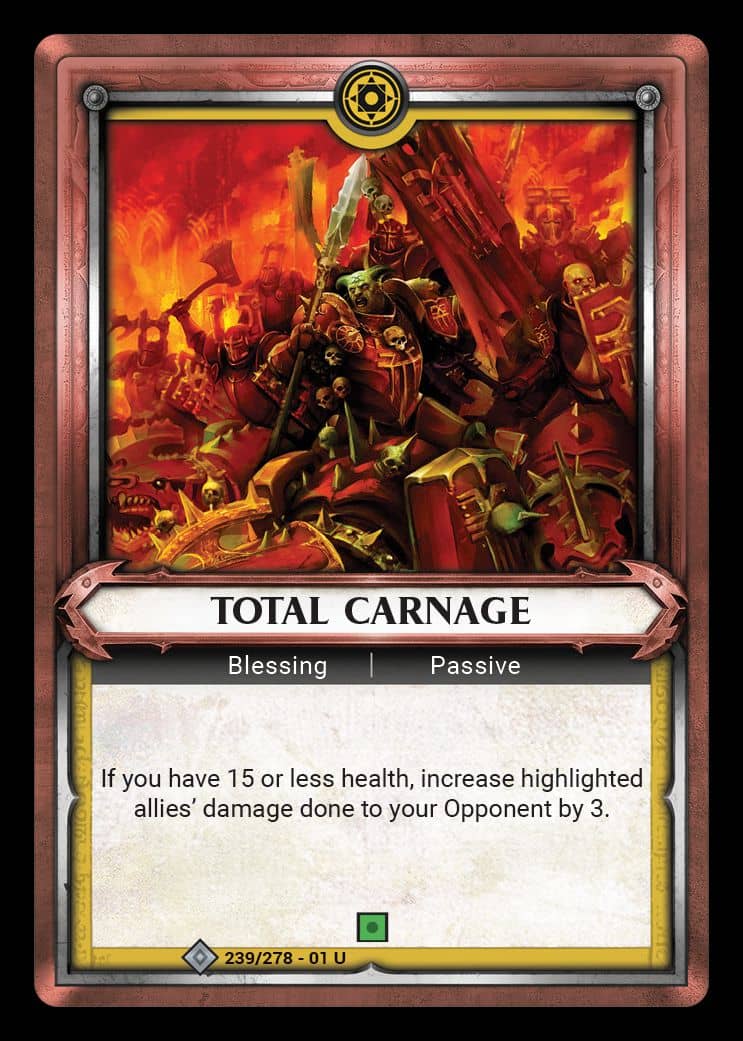 TOTAL CARNAGE
Blessing | Passive
If you have 15 or less health, increase highlighted
allies’ damage done to your Opponent by 3.
239/278 - 01 U